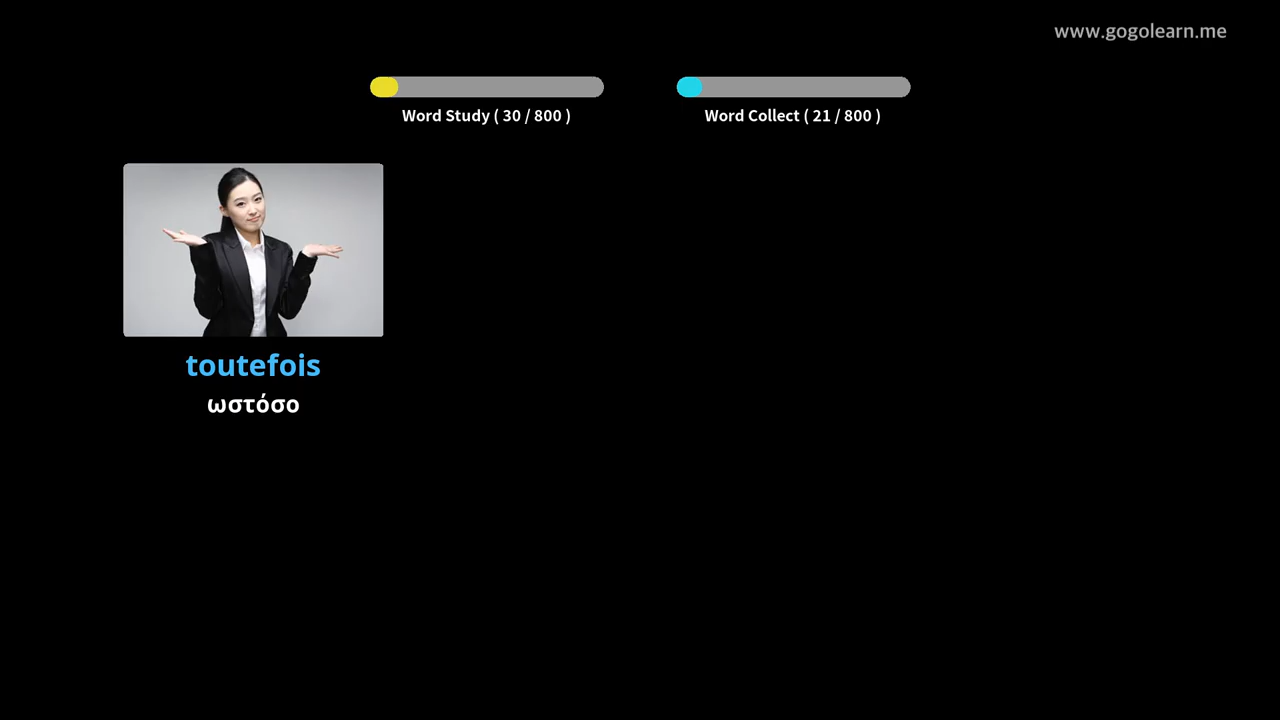 www.gogolearn.me
Word Study ( 30 / 800 )
Word Collect ( 21 / 800 )
toutefois
ωστόσο